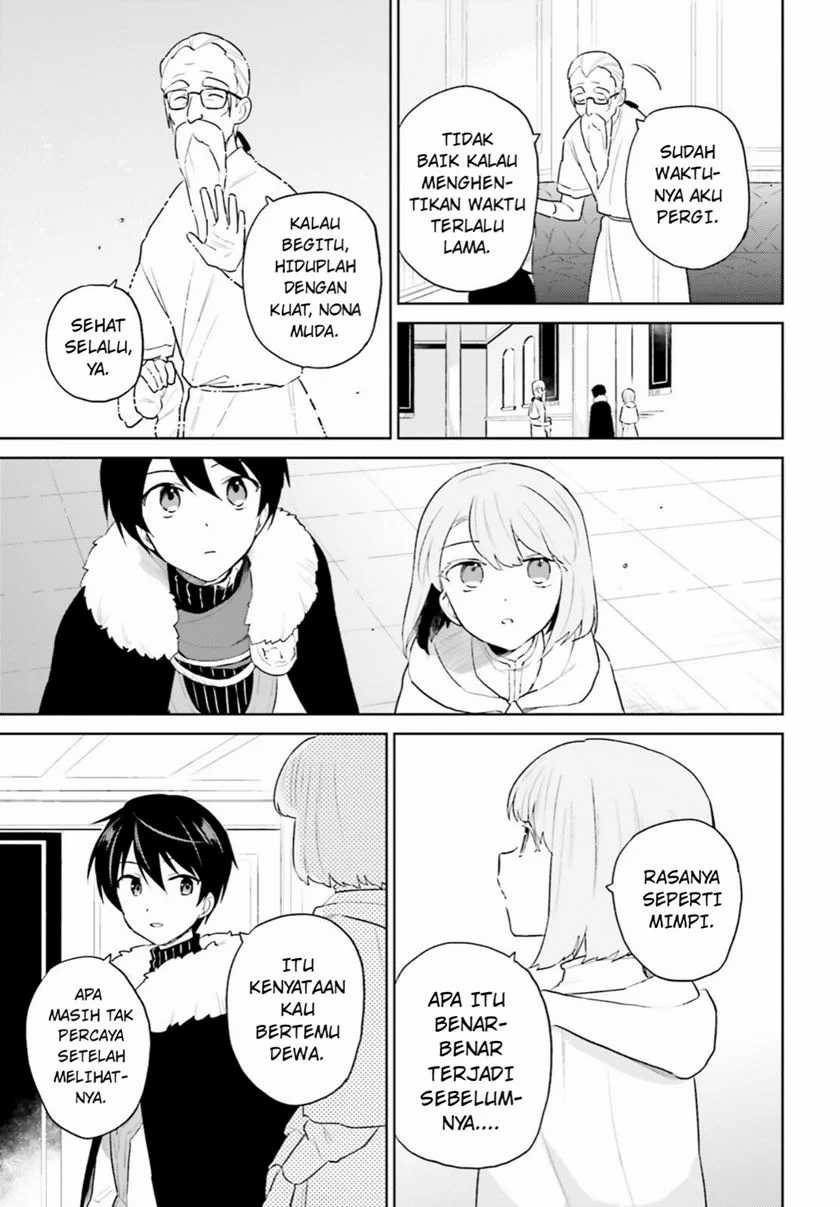 SUDAH
WAKTU-
NYA AKU
PERGI.
TIDAK
BAIK KALAU
MENGHEN-
TIKAN WAKTU
TERLALU
LAMA.
KALAU
BEGITU,
HIDUPLAH
DENGAN
KUAT, NONA
MUDA.
SEHAT
SELALU,
YA.
RASANYA
SEPERTI
MIMPI.
APA ITU
BENAR-
BENAR
TERJADI
SEBELUM-
NYA....
ITU
KENYATAAN
KAU
BERTEMU
DEWA.
APA
MASIH TAK
PERCAYA
SETELAH
MELIHAT-
NYA.